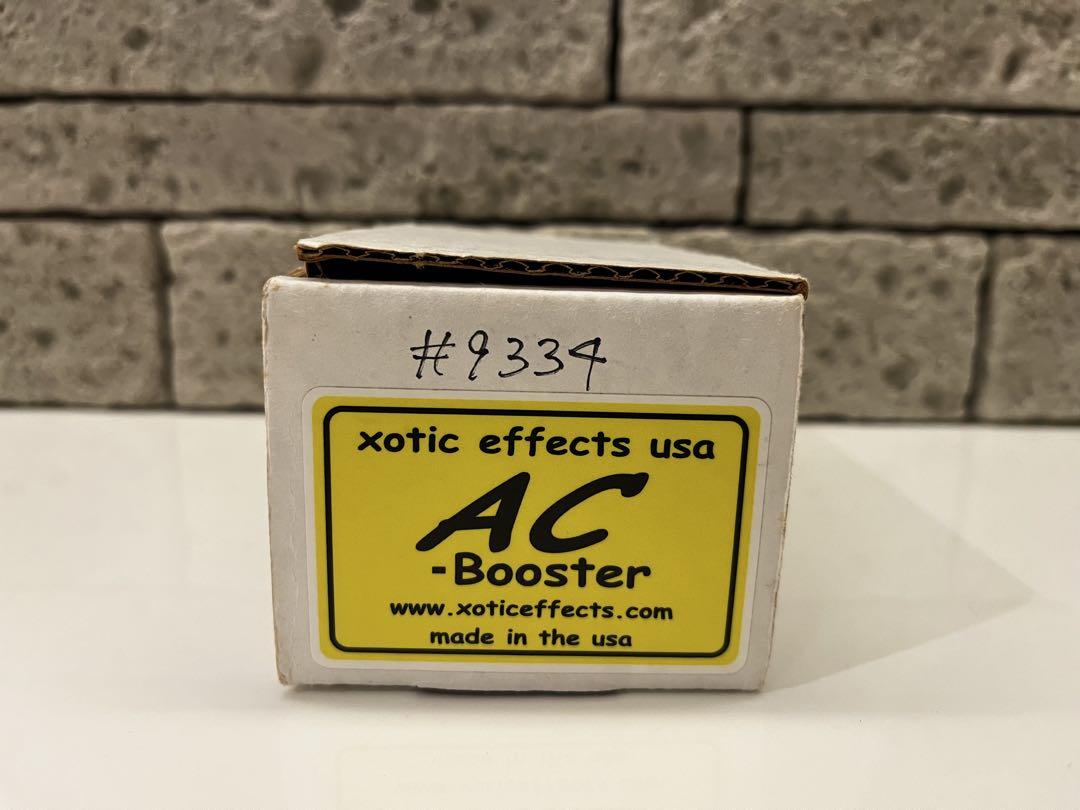 #9334
xotic effects usa
AC
-Booster
www.xoticeffects.com
made in the usa